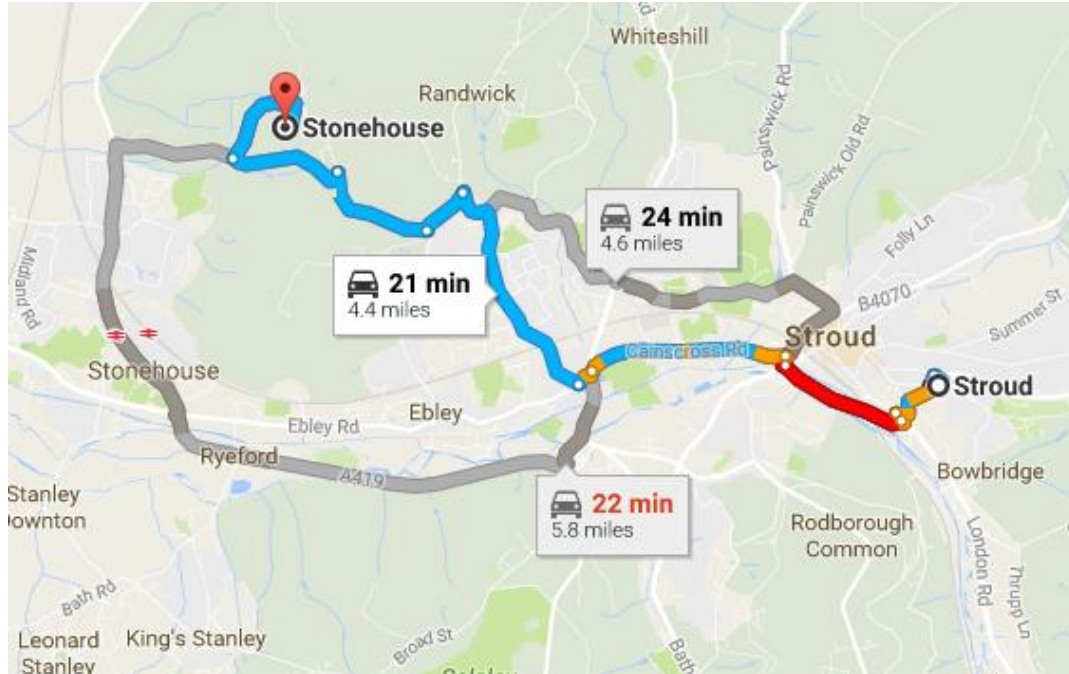 Rd
Whiteshill
Randwick
Stonehouse
Painswick Rd
Painswick Old Rd
24 min
4.6 miles
Folly Ln
Midland Rd
21 min
4.4 miles
B4070
Summer St
Stroud
Cainscross Rd
Stonehouse
Stroud
Ebley
Ebley Rd
Ryeford
A419
Bowbridge
22 min
5.8 miles
Stanley
Downton
Rodborough
Common
London Rd
Thrupp Ln
Bath Rd
Leonard
Stanley
King's Stanley
Broad St
Bath